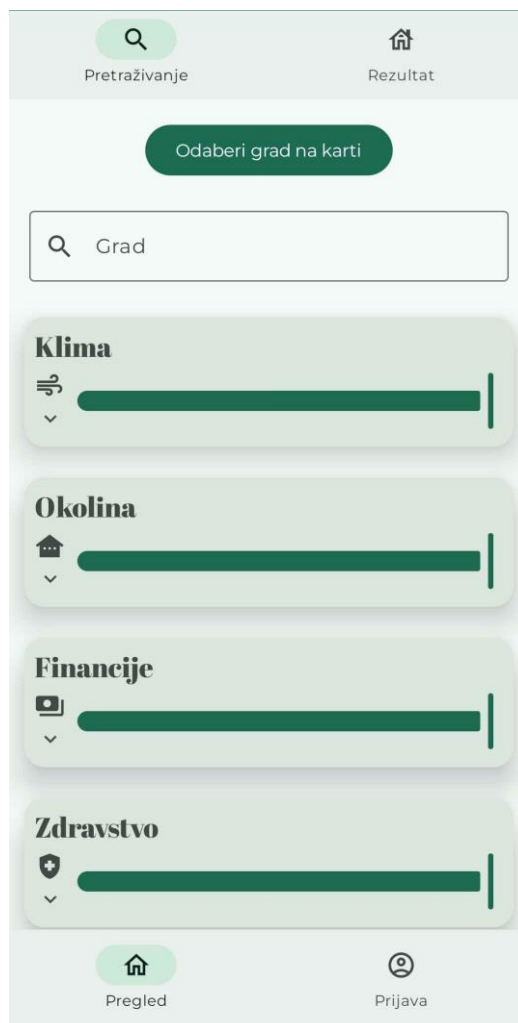 Pretraživanje
Rezultat
Odaberi grad na karti
Grad
Klima
Okolina
Financije
Zdravstvo
Pregled
Prijava